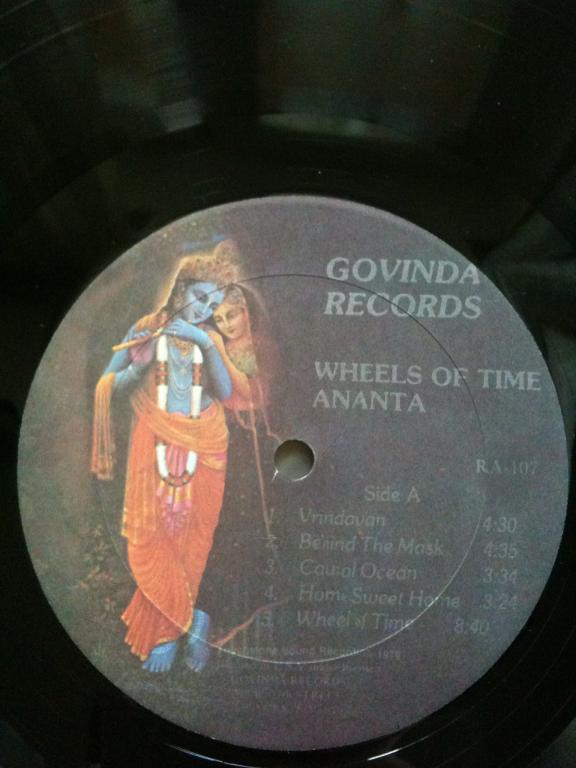 GOVINDA
RECORDS
WHEELS OF TIME
ANANTA
RA-107
Side A
1. Vrindavan 4:30
2. Behind The Mask 4:35
3. Causal Ocean 3:34
4. Home Sweet Home 3:24
5. Wheel of Time 8:40
Sound 1978
GOVINDA RECORDS